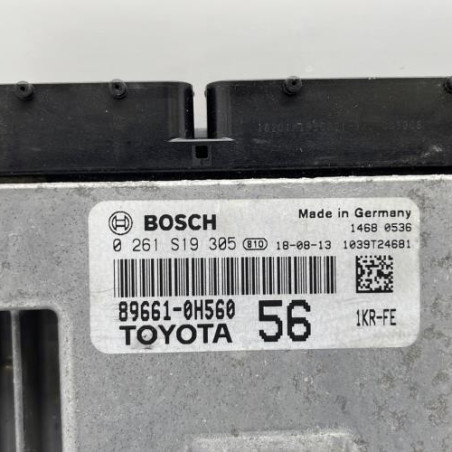 BOSCH
Made in Germany
1468 0536
0 261 S19 305 810 18-08-13 1039T24681
89661-0H560
TOYOTA 56 1KR-FE